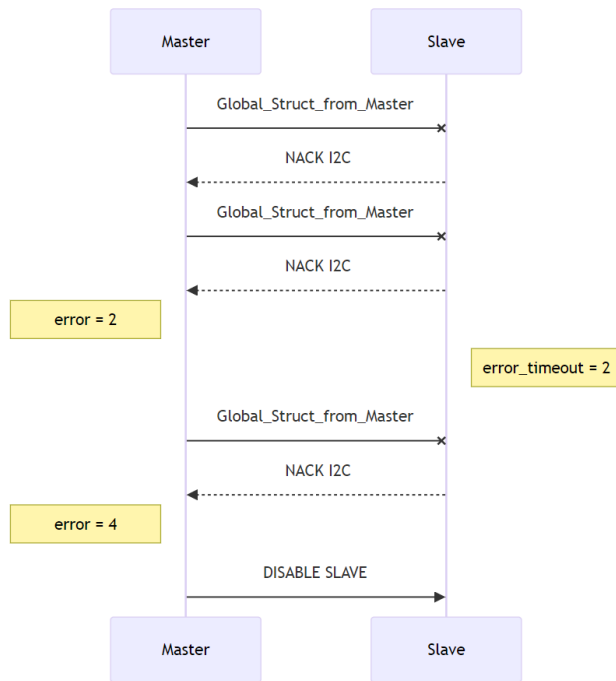 Master
Slave
Global_Struct_from_Master
NACK I2C
Global_Struct_from_Master
NACK I2C
error = 2
error_timeout = 2
Global_Struct_from_Master
NACK I2C
error = 4
DISABLE SLAVE
Master
Slave